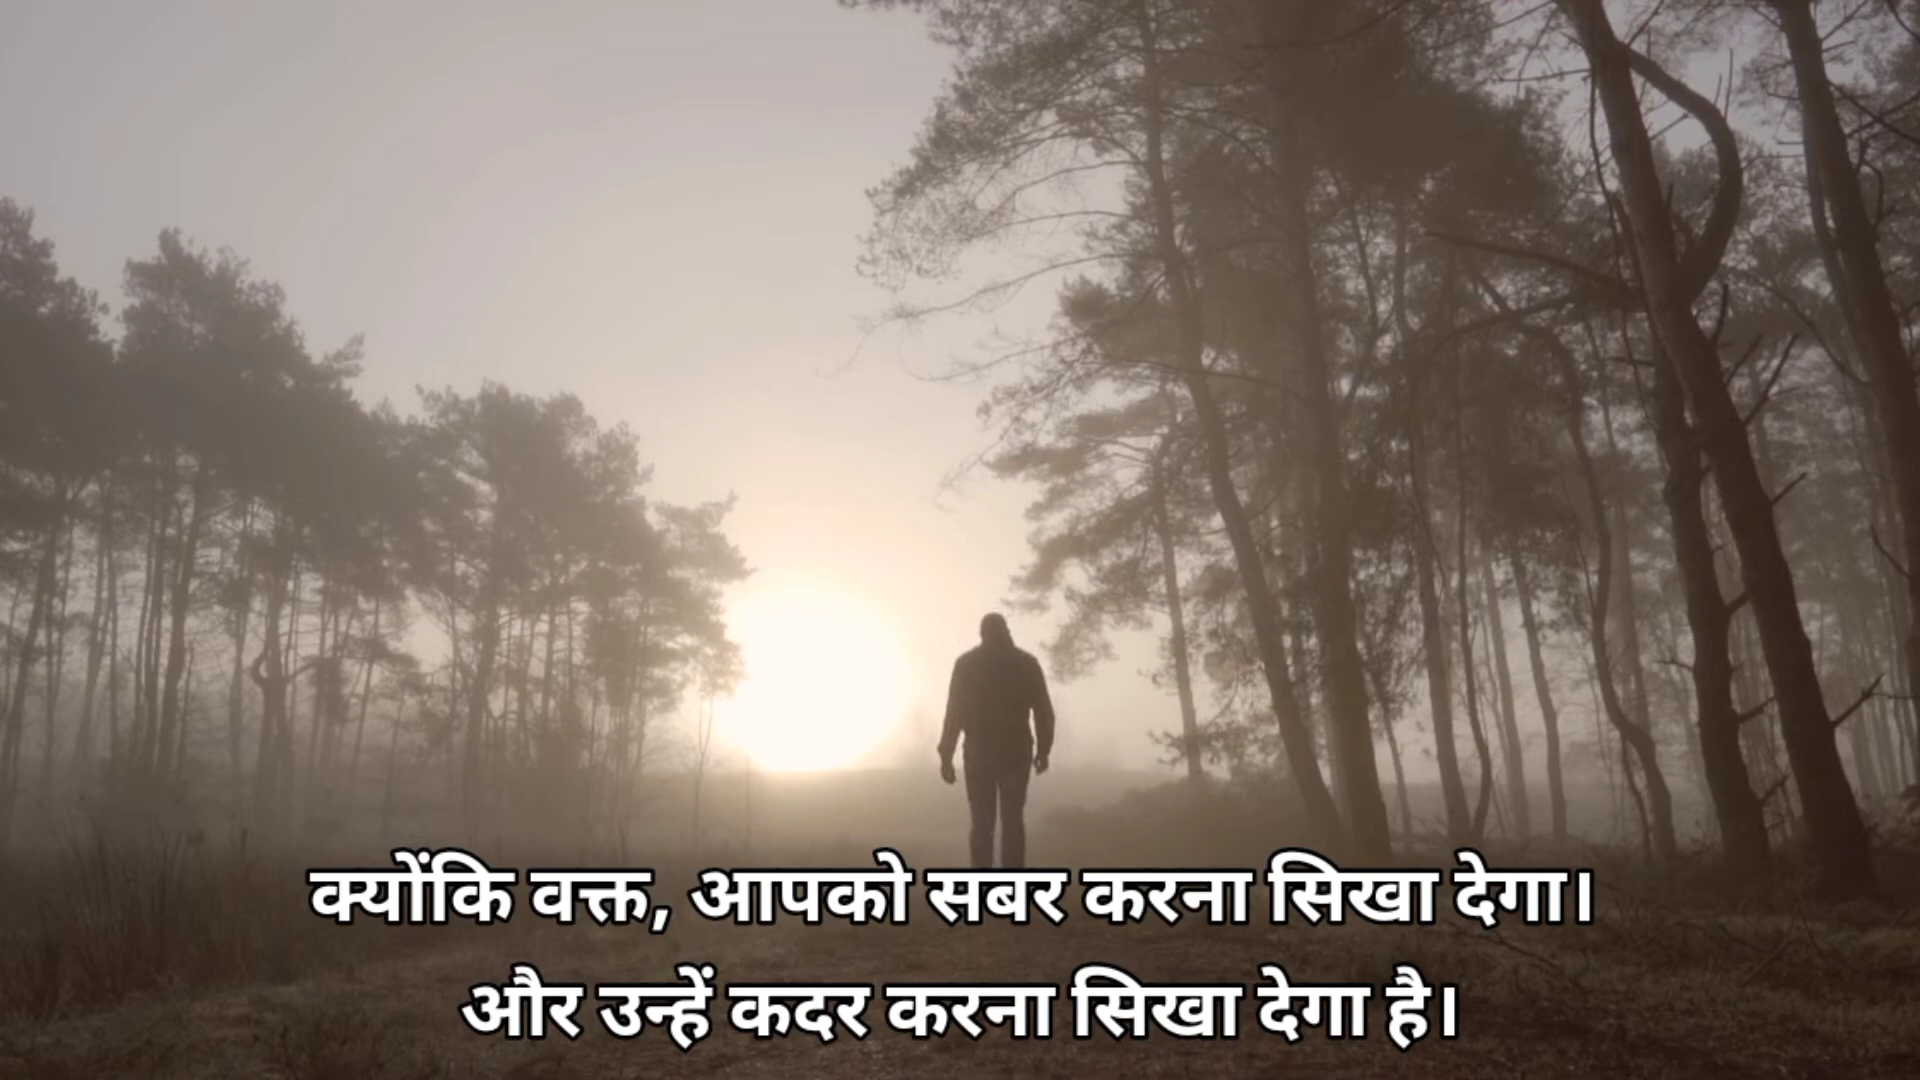 क्योंकि वक्त, आपको सबर करना सिखा देगा।
और उन्हें कदर करना सिखा देगा है।